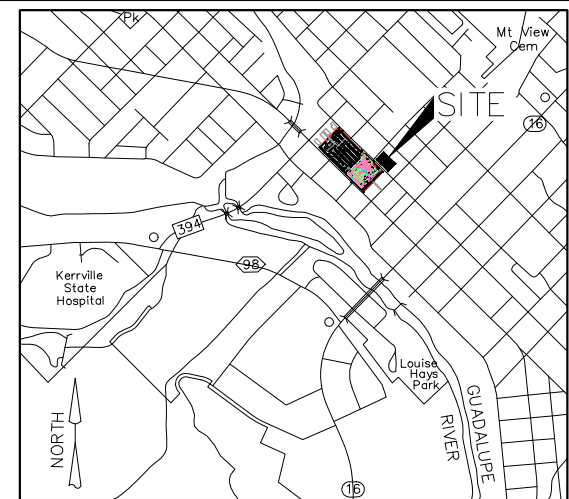 Pk
Mt View
Cem
SITE
16
394
98
Kerrville
State
Hospital
Louise
Hays
Park
NORTH
GUADALUPE
RIVER
16